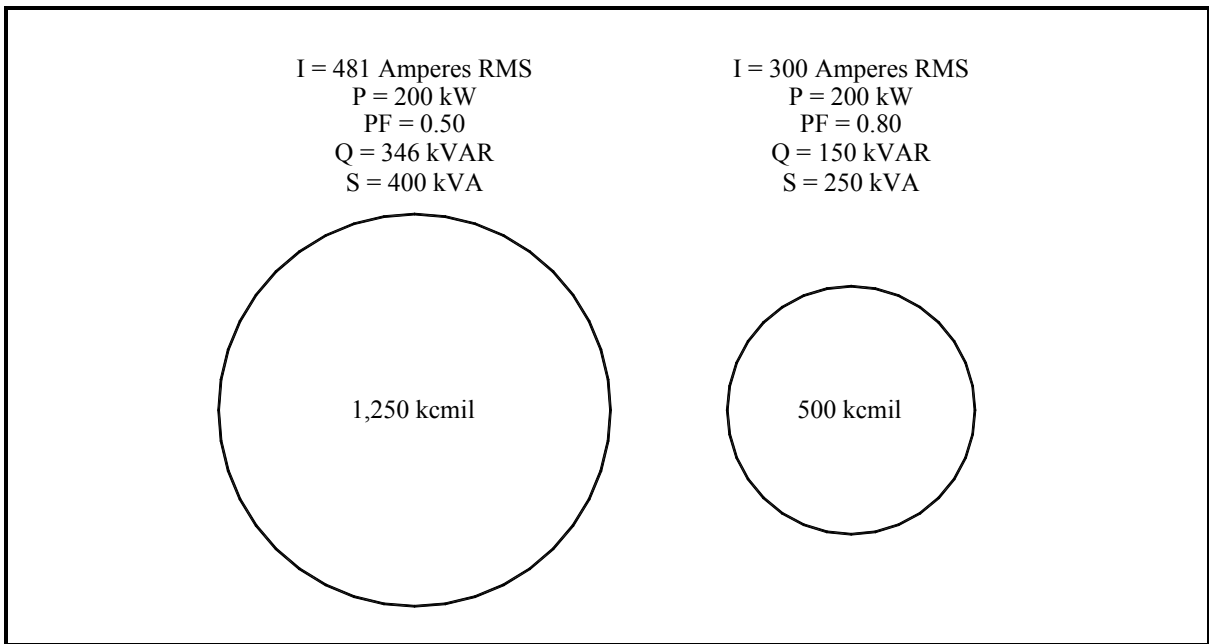 I = 481 Amperes RMS
P = 200 kW
PF = 0.50
Q = 346 kVAR
S = 400 kVA
I = 300 Amperes RMS
P = 200 kW
PF = 0.80
Q = 150 kVAR
S = 250 kVA
1,250 kcmil
500 kcmil